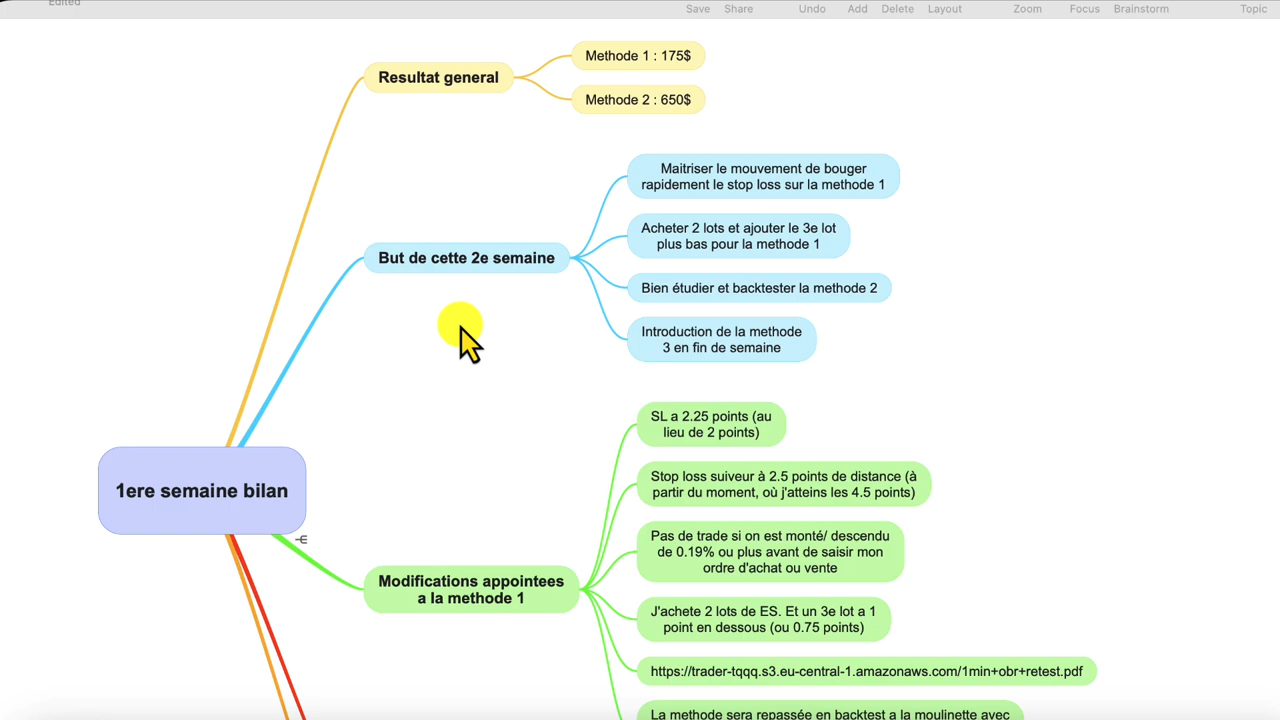 Edited
Save Share Undo Add Delete Layout Zoom Focus Brainstorm Topic
Resultat general
Methode 1 : 175$
Methode 2 : 650$
But de cette 2e semaine
Maitriser le mouvement de bouger
rapidement le stop loss sur la methode 1
Acheter 2 lots et ajouter le 3e lot
plus bas pour la methode 1
Bien étudier et backtester la methode 2
Introduction de la methode
3 en fin de semaine
1ere semaine bilan
Modifications appointees
a la methode 1
SL a 2.25 points (au
lieu de 2 points)
Stop loss suiveur à 2.5 points de distance (à
partir du moment, où j'atteins les 4.5 points)
Pas de trade si on est monté/ descendu
de 0.19% ou plus avant de saisir mon
ordre d'achat ou vente
J'achete 2 lots de ES. Et un 3e lot a 1
point en dessous (ou 0.75 points)
https://trader-tqqq.s3.eu-central-1.amazonaws.com/1min+obr+retest.pdf
La methode sera repassée en backtest a la moulinette avec